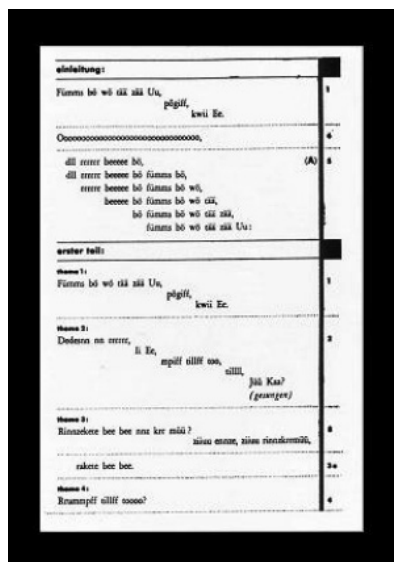 einleitung:
Fümms bö wö tää zää Uu, 1
pögiff,
kwii Ee.
Oooooooooooooooooooooooooooooo, 6
dll rrrrrr beeeee bö, (A) 5
dll rrrrrr beeeee bö fümms bö,
rrrrrr beeeee bö fümms bö wö,
beeeee bö fümms bö wö tää,
bö fümms bö wö tää zää,
fümms bö wö tää zää Uu:
erster teil:
thema 1:
Fümms bö wö tää zää Uu, 1
pögiff,
kwii Ee.
thema 2:
Dedesnn nn rrrrrr, 2
Ii Ee,
mpiff tillff too,
tillll,
Jüü Kaa?
(gesungen)
thema 3:
Rinnzekete bee bee nnz krr müü? 3
ziiuu ennze, ziiuu rinnzkrrmüü,
rakete bee bee. 3a
thema 4:
Rrummpff tillff toooo? 4